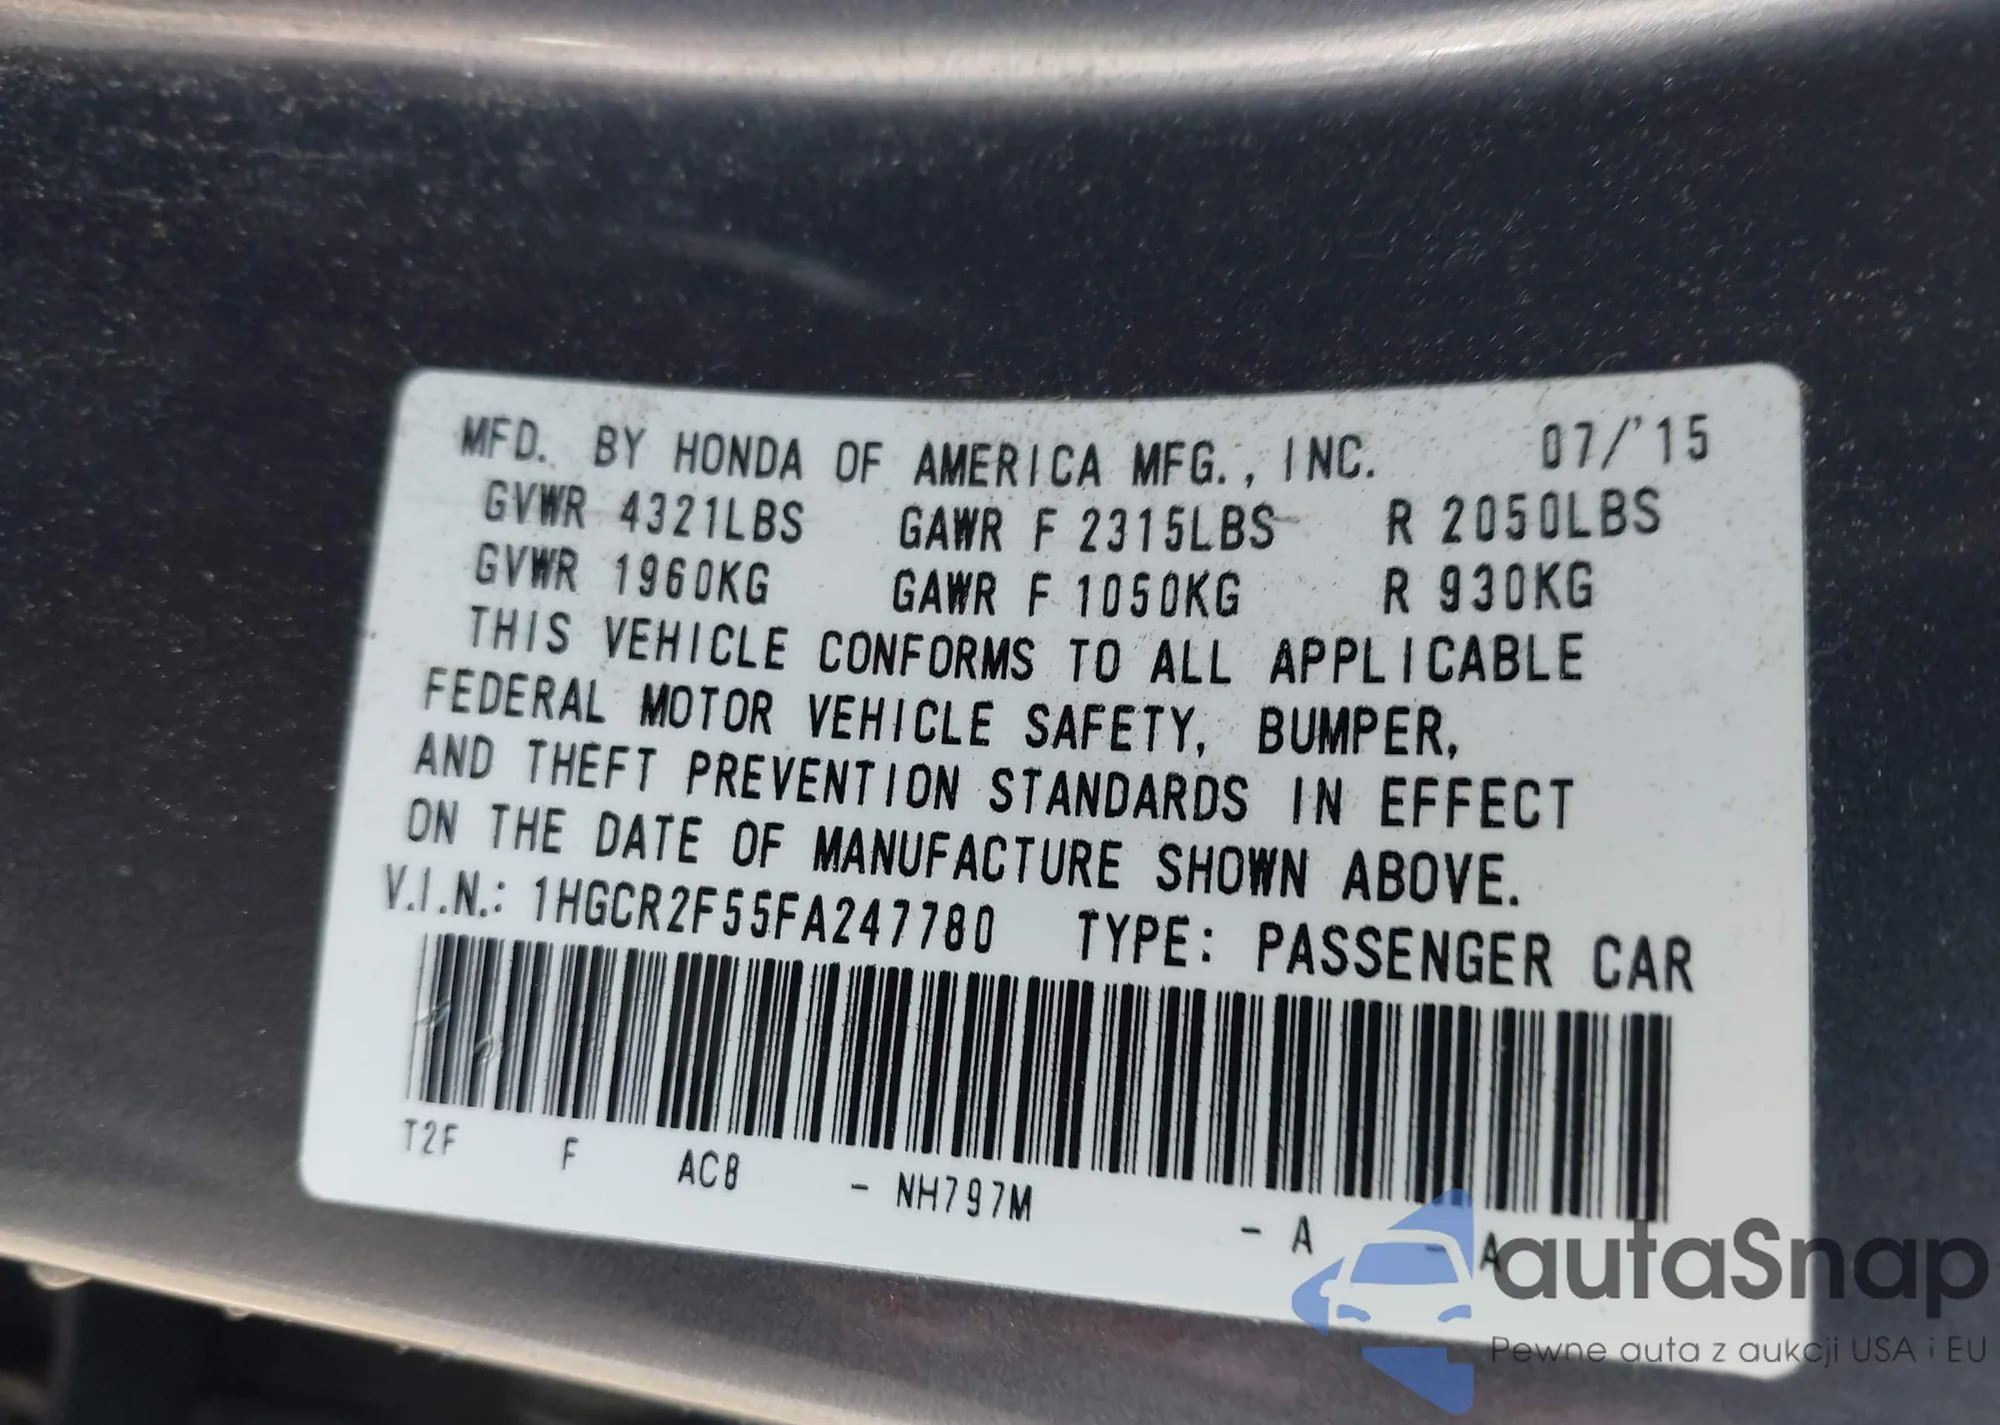 MFD. BY HONDA OF AMERICA MFG., INC. 07/'15
GVWR 4321LBS GAWR F 2315LBS R 2050LBS
GVWR 1960KG GAWR F 1050KG R 930KG
THIS VEHICLE CONFORMS TO ALL APPLICABLE
FEDERAL MOTOR VEHICLE SAFETY, BUMPER,
AND THEFT PREVENTION STANDARDS IN EFFECT
ON THE DATE OF MANUFACTURE SHOWN ABOVE.
V.I.N.: 1HGCR2F55FA247780 TYPE: PASSENGER CAR
T2F F AC8 - NH797M - A - A
autaSnap
Pewne auta z aukcji USA i EU